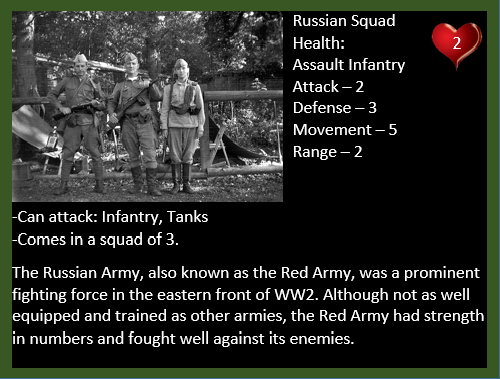 Russian Squad
Health:
2
Assault Infantry
Attack – 2
Defense – 3
Movement – 5
Range – 2
-Can attack: Infantry, Tanks
-Comes in a squad of 3.
The Russian Army, also known as the Red Army, was a prominent
fighting force in the eastern front of WW2. Although not as well
equipped and trained as other armies, the Red Army had strength
in numbers and fought well against its enemies.